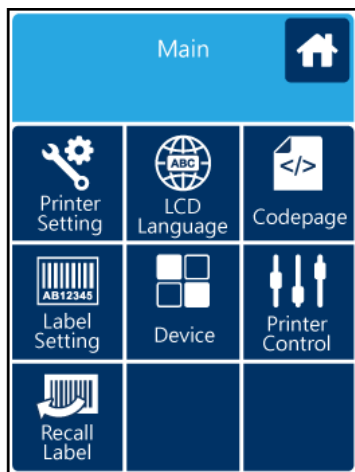 Main
Printer
Setting
ABC
LCD
Language
</>
Codepage
AB12345
Label
Setting
Device
Printer
Control
Recall
Label